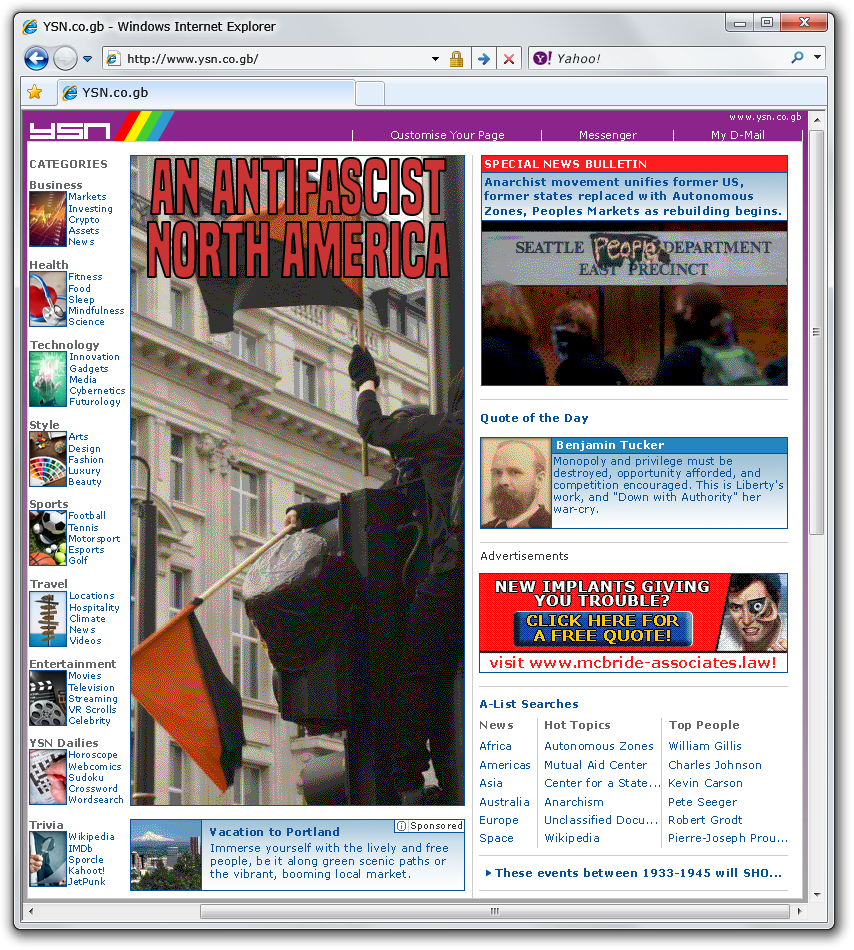 YSN.co.gb - Windows Internet Explorer
http://www.ysn.co.gb/
Yahoo!
YSN.co.gb
www.ysn.co.gb
YSN
Customise Your Page
Messenger
My D-Mail
CATEGORIES
Business
Markets
Investing
Crypto
Assets
News
Health
Fitness
Food
Sleep
Mindfulness
Science
Technology
Innovation
Gadgets
Media
Cybernetics
Futurology
Style
Arts
Design
Fashion
Luxury
Beauty
Sports
Football
Tennis
Motorsport
Esports
Golf
Travel
Locations
Hospitality
Climate
News
Videos
Entertainment
Movies
Television
Streaming
VR Scrolls
Celebrity
YSN Dailies
Horoscope
Webcomics
Sudoku
Crossword
Wordsearch
Trivia
Wikipedia
IMDb
Sporcle
Kahoot!
JetPunk
AN ANTIFASCIST
NORTH AMERICA
Sponsored
Vacation to Portland
Immerse yourself with the lively and free
people, be it along green scenic paths or
the vibrant, booming local market.
SPECIAL NEWS BULLETIN
Anarchist movement unifies former US,
former states replaced with Autonomous
Zones, Peoples Markets as rebuilding begins.
SEATTLE People DEPARTMENT
EAST PRECINCT
Quote of the Day
Benjamin Tucker
Monopoly and privilege must be
destroyed, opportunity afforded, and
competition encouraged. This is Liberty's
work, and "Down with Authority" her
war-cry.
Advertisements
NEW IMPLANTS GIVING
YOU TROUBLE?
CLICK HERE FOR
A FREE QUOTE!
visit www.mcbride-associates.law!
A-List Searches
News
Africa
Americas
Asia
Australia
Europe
Space
Hot Topics
Autonomous Zones
Mutual Aid Center
Center for a State...
Anarchism
Unclassified Docu...
Wikipedia
Top People
William Gillis
Charles Johnson
Kevin Carson
Pete Seeger
Robert Grodt
Pierre-Joseph Prou...
These events between 1933-1945 will SHO...